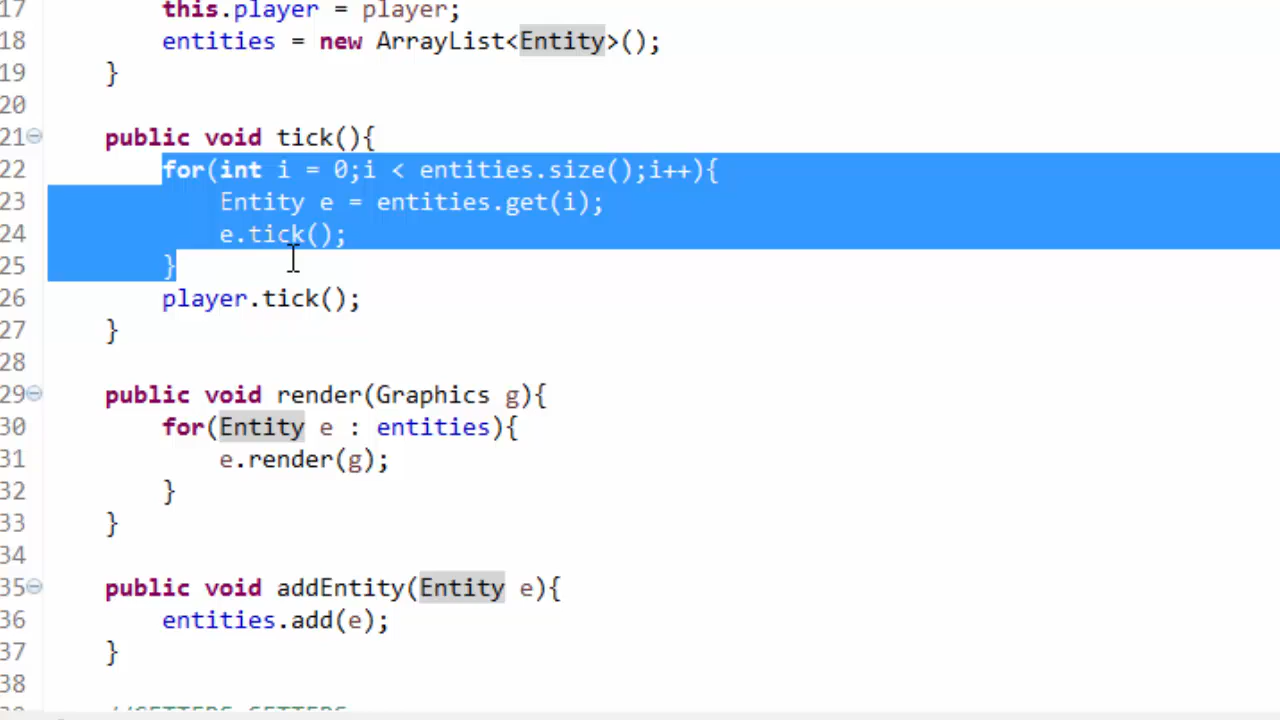 17 this.player = player;
18 entities = new ArrayList<Entity>();
19 }
20
21 public void tick(){
22 for(int i = 0;i < entities.size();i++){
23 Entity e = entities.get(i);
24 e.tick();
25 }
26 player.tick();
27 }
28
29 public void render(Graphics g){
30 for(Entity e : entities){
31 e.render(g);
32 }
33 }
34
35 public void addEntity(Entity e){
36 entities.add(e);
37 }
38